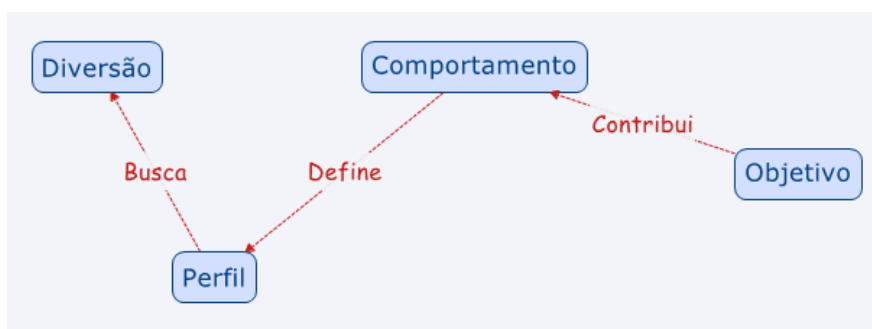 Diversão
Comportamento
Contribui
Busca
Define
Objetivo
Perfil